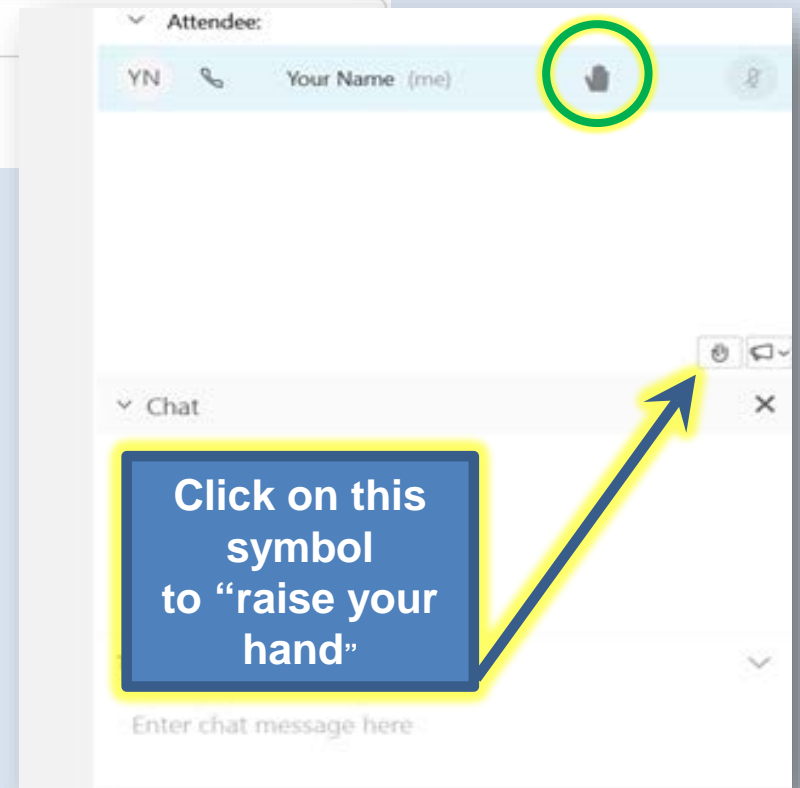 Attendee:
YN Your Name (me)
Chat
Click on this
symbol
to “raise your
hand”
Enter chat message here